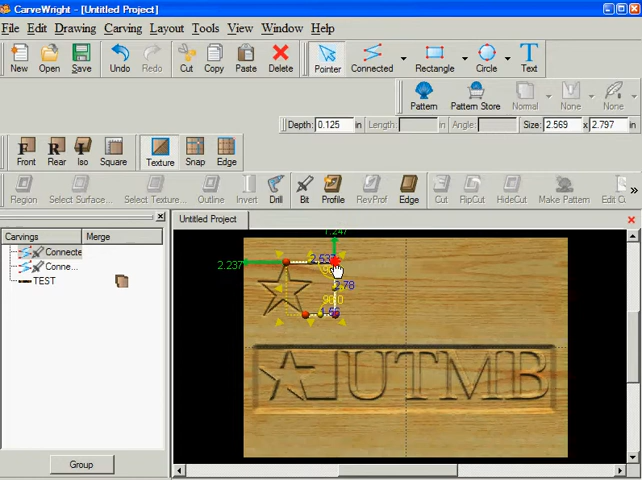 CarveWright - [Untitled Project]
File Edit Drawing Carving Layout Tools View Window Help
New Open Save Undo Redo Cut Copy Paste Delete Pointer Connected Rectangle Circle Text
Pattern Pattern Store Normal None None
Depth: 0.125 in Length: in Angle: Size: 2.569 x 2.797 in
Front Rear Iso Square Texture Snap Edge
Region Select Surface... Select Texture... Outline Invert Drill Bit Profile RevProf Edge Cut FlipCut HideCut Make Pattern Edit C
Untitled Project
Carvings Merge
Connecte
Conne...
TEST
1.247
2.237
2.78
90.0
UTMB
Group